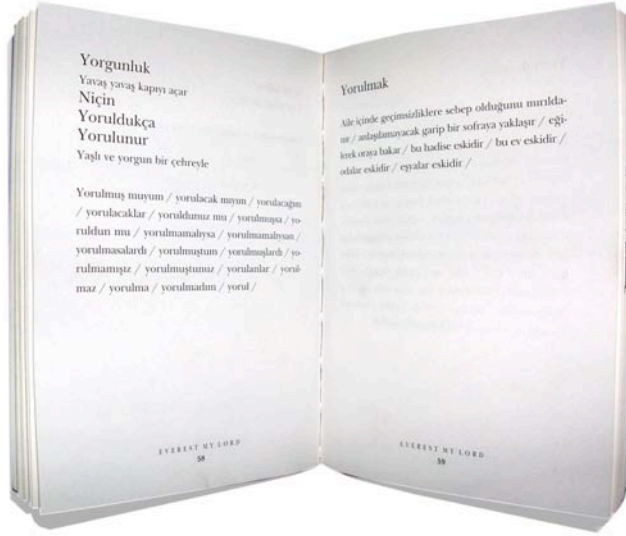 Yorgunluk
Yavaş yavaş kapıyı açar
Niçin
Yoruldukça
Yorulunur
Yaşlı ve yorgun bir çehreyle
Yorulmuş muyum / yorulacak mıyım / yorulacağım
/ yorulacaklar / yoruldunuz mu / yorulmuşsa / yo-
ruldun mu / yorulmamalıysa / yorulmamalıysan /
yorulmasalardı / yorulmuştum / yorulmuşlardı / yo-
rulmamışız / yorulmuştunuz / yorulanlar / yorul-
maz / yorulma / yorulmadım / yorul /
EVEREST MY LORD
58
Yorulmak
Aile içinde geçimsizliklere sebep olduğunu mırılda-
nır / anlaşılamayacak garip bir sofraya yaklaşır / eği-
lerek oraya bakar / bu hadise eskidir / bu ev eskidir /
odalar eskidir / eşyalar eskidir /
EVEREST MY LORD
59